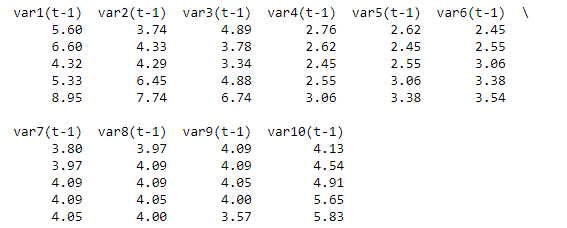 var1(t-1) var2(t-1) var3(t-1) var4(t-1) var5(t-1) var6(t-1) \
5.60 3.74 4.89 2.76 2.62 2.45
6.60 4.33 3.78 2.62 2.45 2.55
4.32 4.29 3.34 2.45 2.55 3.06
5.33 6.45 4.88 2.55 3.06 3.38
8.95 7.74 6.74 3.06 3.38 3.54
var7(t-1) var8(t-1) var9(t-1) var10(t-1)
3.80 3.97 4.09 4.13
3.97 4.09 4.09 4.54
4.09 4.09 4.05 4.91
4.09 4.05 4.00 5.65
4.05 4.00 3.57 5.83